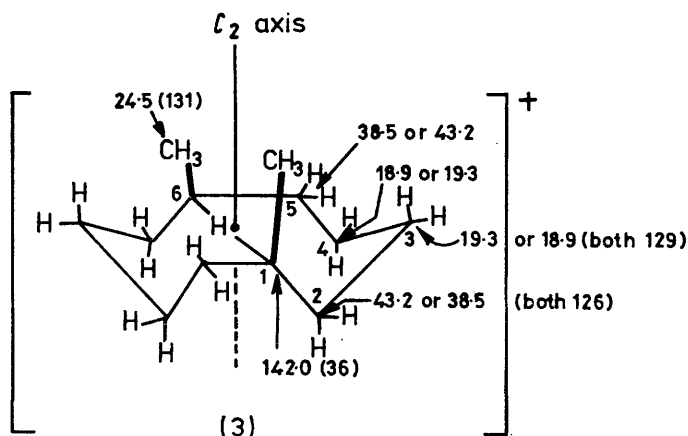 C₂ axis
+
24·5 (131)
38·5 or 43·2
CH₃
CH₃
H
18·9 or 19·3
6
H
H
H
5
H
H
H
H
H
4
3
19·3 or 18·9 (both 129)
H
H
H
H
1
2
43·2 or 38·5 (both 126)
H
H
H
H
H
142·0 (36)
(3)